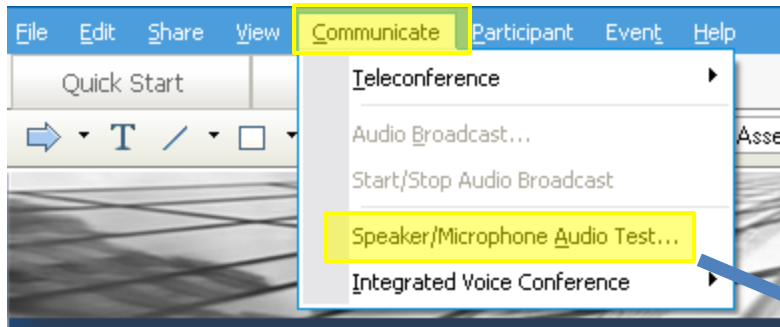 File Edit Share View Communicate Participant Event Help
Quick Start
Teleconference
T
Audio Broadcast...
Asse
Start/Stop Audio Broadcast
Speaker/Microphone Audio Test...
Integrated Voice Conference